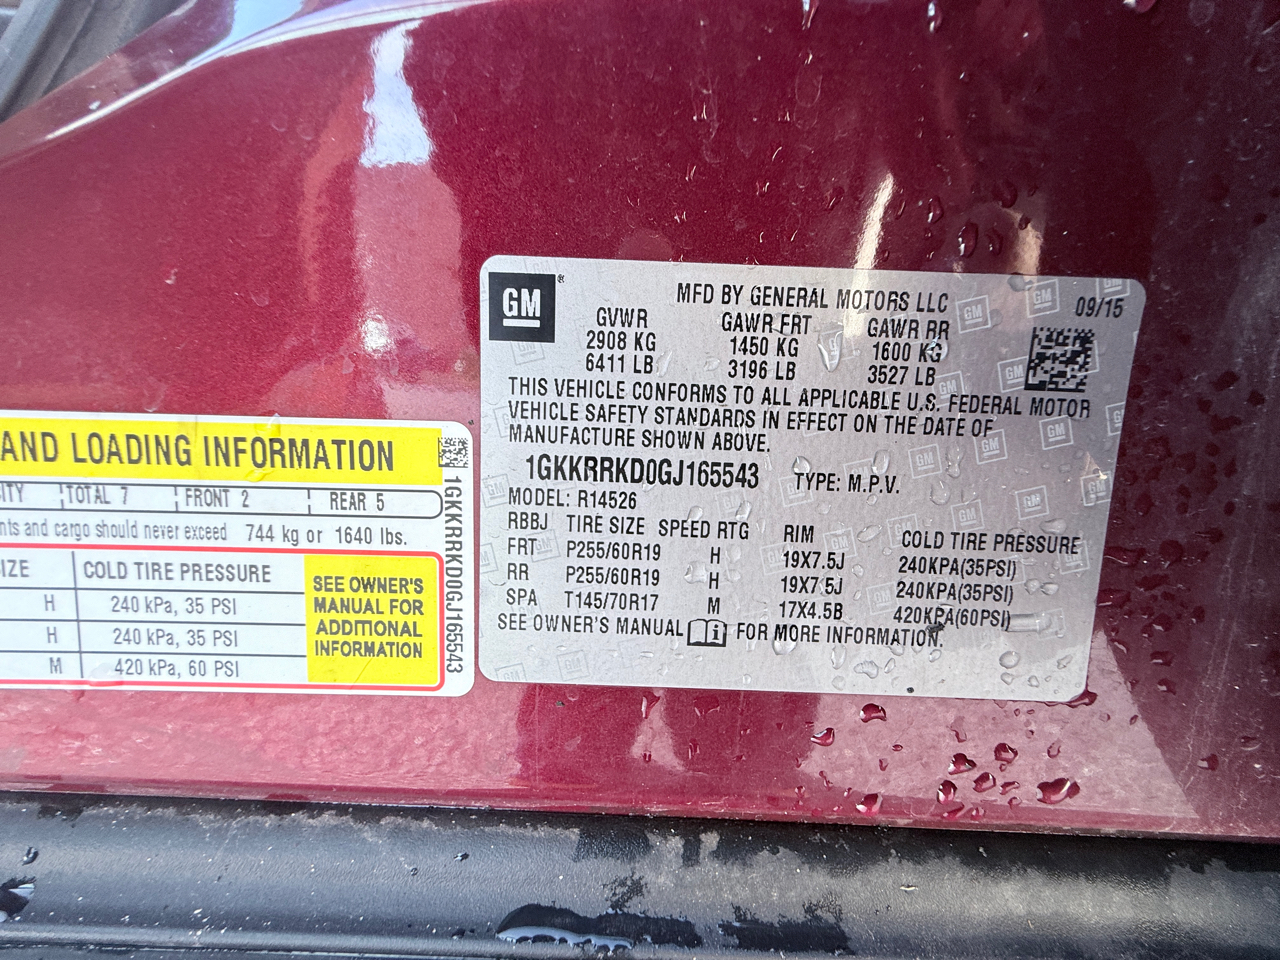 GM®
MFD BY GENERAL MOTORS LLC 09/15
GVWR GAWR FRT GAWR RR
2908 KG 1450 KG 1600 KG
6411 LB 3196 LB 3527 LB
THIS VEHICLE CONFORMS TO ALL APPLICABLE U.S. FEDERAL MOTOR
VEHICLE SAFETY STANDARDS IN EFFECT ON THE DATE OF
MANUFACTURE SHOWN ABOVE.
1GKKRRKD0GJ165543 TYPE: M.P.V.
MODEL: R14526
RBBJ TIRE SIZE SPEED RTG RIM COLD TIRE PRESSURE
FRT P255/60R19 H 19X7.5J 240KPA(35PSI)
RR P255/60R19 H 19X7.5J 240KPA(35PSI)
SPA T145/70R17 M 17X4.5B 420KPA(60PSI)
SEE OWNER'S MANUAL FOR MORE INFORMATION.
AND LOADING INFORMATION
ITY TOTAL 7 FRONT 2 REAR 5
nts and cargo should never exceed 744 kg or 1640 lbs.
IZE COLD TIRE PRESSURE
H 240 kPa, 35 PSI
H 240 kPa, 35 PSI
M 420 kPa, 60 PSI
SEE OWNER'S
MANUAL FOR
ADDITIONAL
INFORMATION
1GKKRRKD0GJ165543